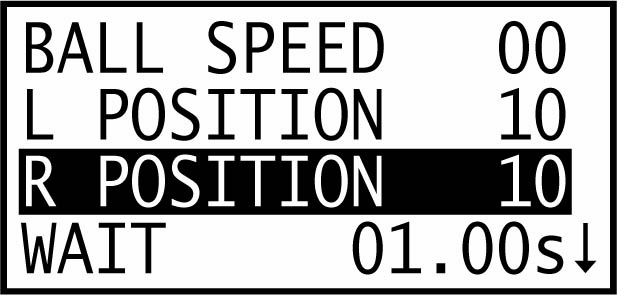 BALL SPEED 00
L POSITION 10
R POSITION 10
WAIT 01.00s↓